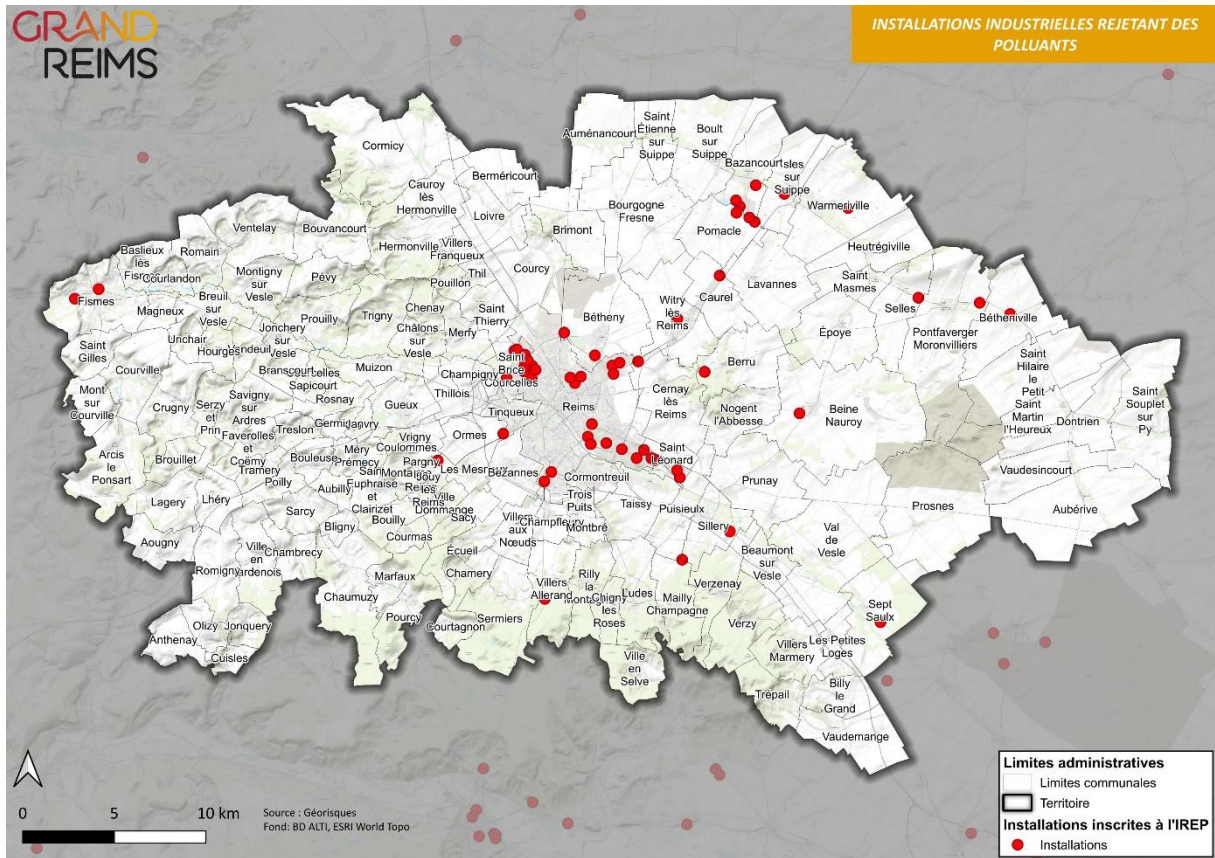 GRAND
REIMS
INSTALLATIONS INDUSTRIELLES REJETANT DES
POLLUANTS
Cormicy
Auménancourt
Saint
Étienne
sur
Suippe
Boult
sur
Suippe
Bazancourt
Isles
sur
Suippe
Warmeriville
Berméricourt
Cauroy
lès
Hermonville
Loivre
Bourgogne
Fresne
Brimont
Pomacle
Heutrégiville
Ventelay
Bouvancourt
Romain
Baslieux
lès
Fismes
Courlandon
Hermonville
Villers
Franqueux
Thil
Pouillon
Courcy
Montigny
sur
Vesle
Pévy
Lavannes
Caurel
Saint
Masmes
Selles
Fismes
Magneux
Breuil
sur
Vesle
Prouilly
Trigny
Chenay
Châlons
sur
Vesle
Merfy
Saint
Thierry
Bétheny
Witry
lès
Reims
Époye
Pontfaverger
Moronvilliers
Bétheniville
Unchair
Hourges
Vendeuil
Jonchery
sur
Vesle
Saint
Gilles
Courville
Muizon
Champigny
Saint
Brice
Courcelles
Berru
Saint
Hilaire
le
Petit
Saint
Martin
l'Heureux
Dontrien
Saint
Souplet
sur
Py
Mont
sur
Courville
Crugny
Branscourt
Sapicourt
Rosnay
Serzy
et
Prin
Savigny
sur
Ardres
Faverolles
et
Coëmy
Treslon
Gueux
Thillois
Tinqueux
Reims
Cernay
lès
Reims
Nogent
l'Abbesse
Beine
Nauroy
Germigny
Janvry
Vrigny
Coulommes
Ormes
Arcis
le
Ponsart
Brouillet
Tramery
Poilly
Bouleuse
Méry
Prémecy
Pargny
Jouy
lès
Reims
Les Mesneux
Bezannes
Saint
Léonard
Cormontreuil
Prunay
Vaudesincourt
Aubérive
Prosnes
Lagery
Lhéry
Aubilly
Euphraise
et
Clairizet
Bouilly
Ville
Dommange
Sacy
Trois
Puits
Taissy
Puisieulx
Sarcy
Bligny
Courmas
Villers
aux
Nœuds
Champfleury
Montbré
Sillery
Val
de
Vesle
Aougny
Romigny
Ville
en
Tardenois
Chambrecy
Écueil
Chamery
Beaumont
sur
Vesle
Marfaux
Chaumuzy
Pourcy
Courtagnon
Sermiers
Villers
Allerand
Rilly
la
Montagne
Chigny
les
Roses
Ludes
Mailly
Champagne
Verzenay
Verzy
Sept
Saulx
Olizy
Jonquery
Anthenay
Cuisles
Ville
en
Selve
Villers
Marmery
Les Petites
Loges
Trépail
Billy
le
Grand
Vaudemange
0 5 10 km
Source : Géorisques
Fond: BD ALTI, ESRI World Topo
Limites administratives
Limites communales
Territoire
Installations inscrites à l'IREP
Installations